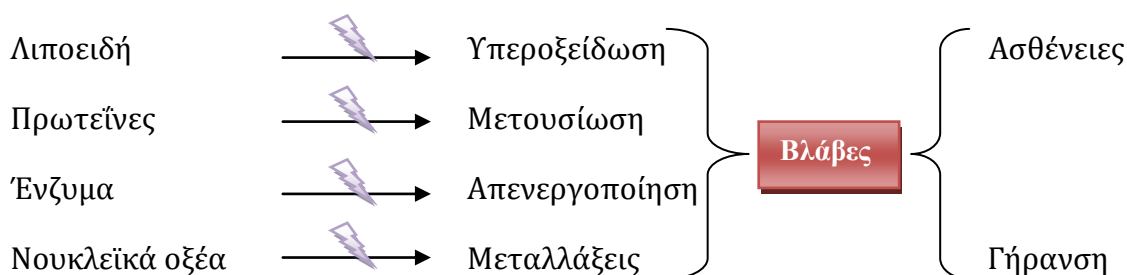 Λιποειδή Υπεροξείδωση Ασθένειες
Πρωτεΐνες Μετουσίωση
Βλάβες
Ένζυμα Απενεργοποίηση
Νουκλεϊκά οξέα Μεταλλάξεις Γήρανση